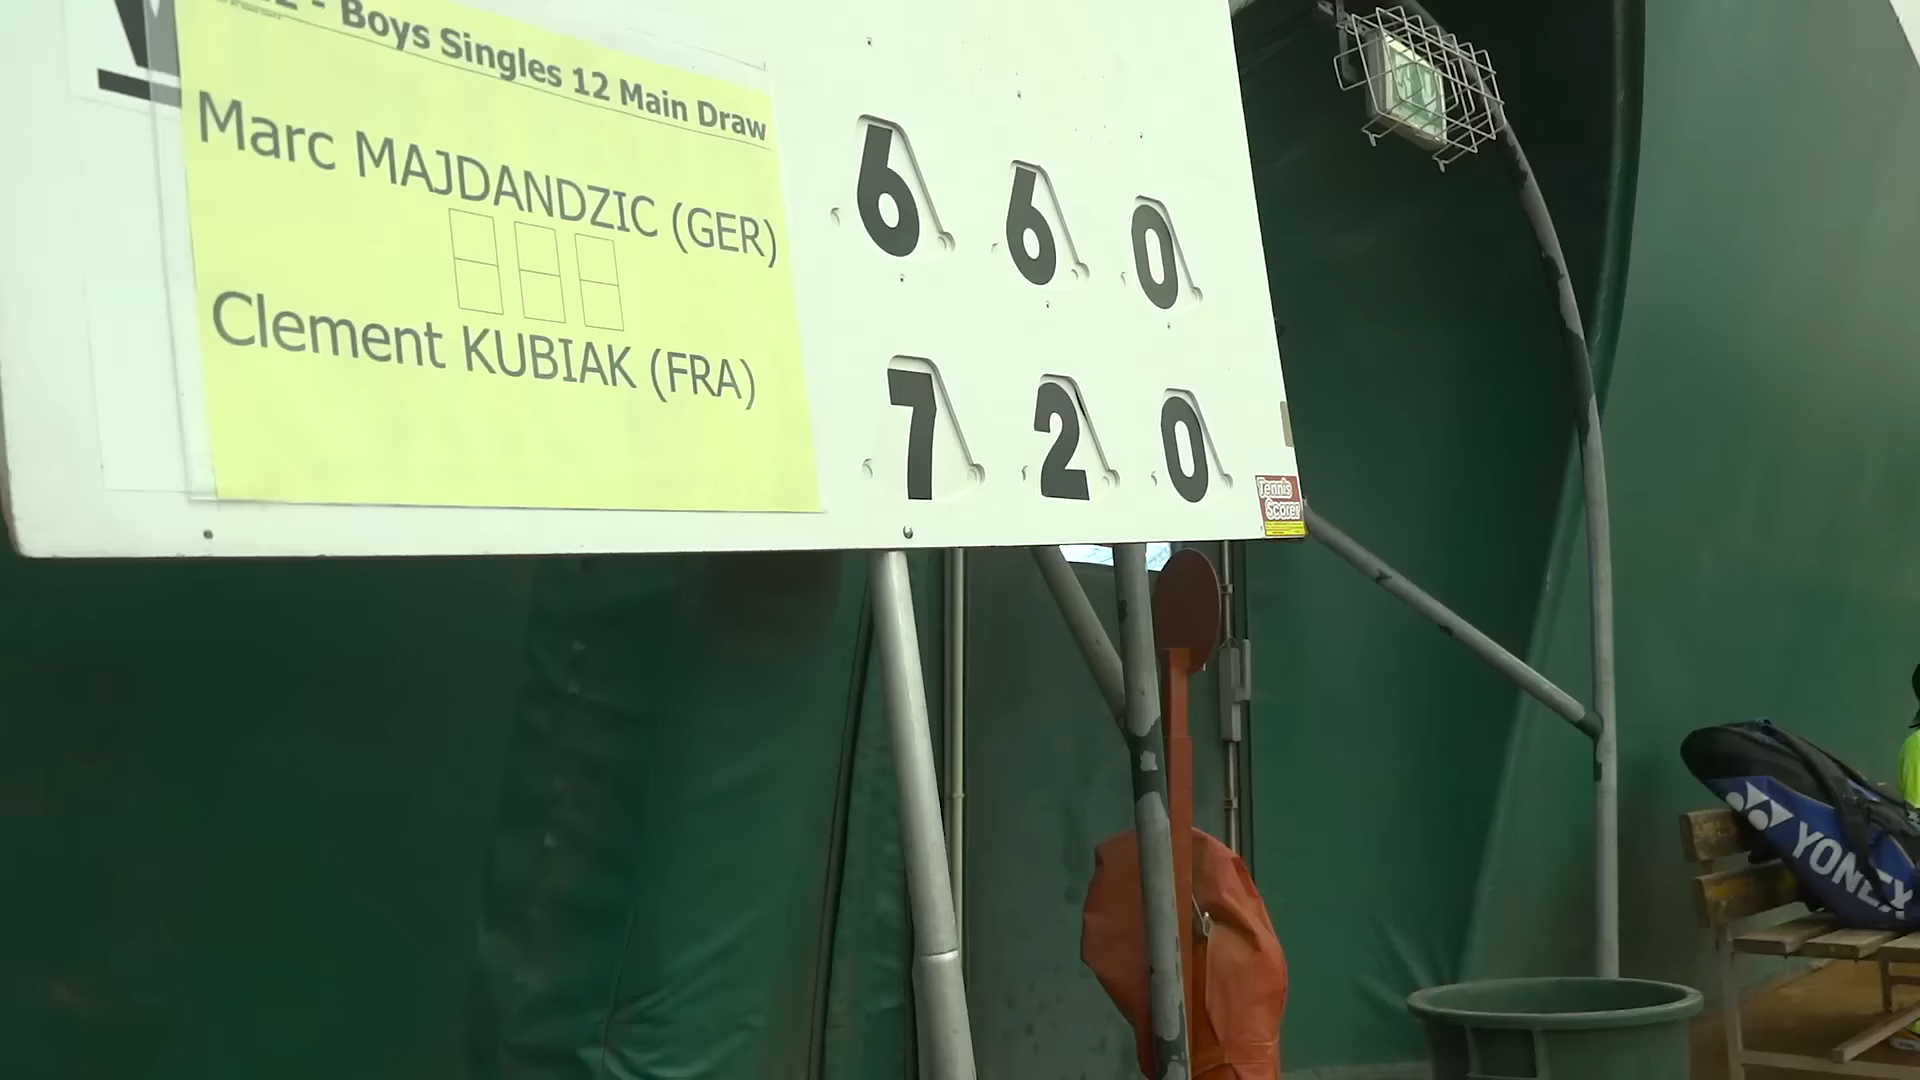 - Boys Singles 12 Main Draw
Marc MAJDANDZIC (GER)
6 6 0
Clement KUBIAK (FRA)
7 2 0
Tennis
Scorer
YONEX